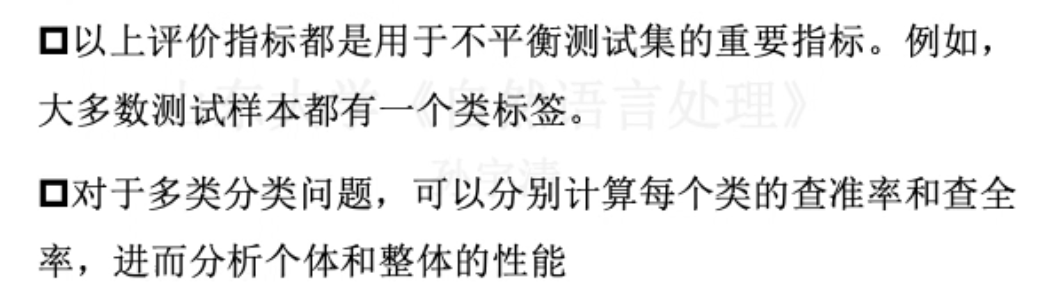 以上评价指标都是用于不平衡测试集的重要指标。例如，
大多数测试样本都有一个类标签。
山东大学《自然语言处理》
对于多类分类问题，可以分别计算每个类的查准率和查全
率，进而分析个体和整体的性能